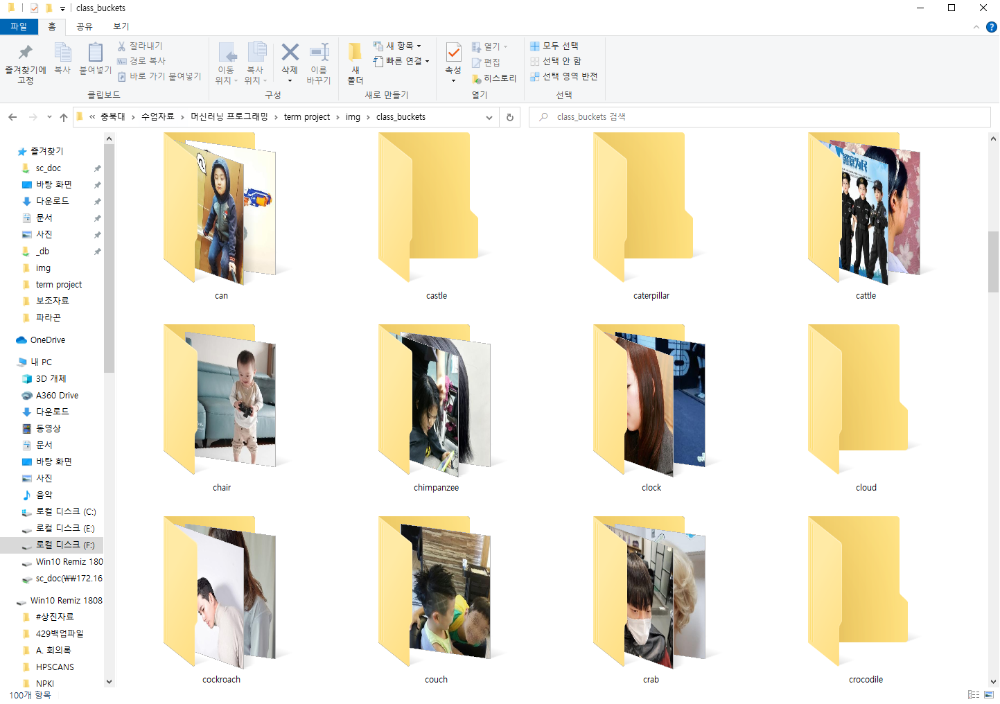 class_buckets
파일
홈
공유
보기
즐겨찾기에
고정
복사
붙여넣기
잘라내기
경로 복사
바로 가기 붙여넣기
클립보드
이동
위치
복사
위치
삭제
이름
바꾸기
구성
새
폴더
새 항목
빠른 연결
새로 만들기
속성
열기
편집
히스토리
열기
모두 선택
선택 안 함
선택 영역 반전
선택
« 충북대 › 수업자료 › 머신러닝 프로그래밍 › term project › img › class_buckets
class_buckets 검색
즐겨찾기
sc_doc
바탕 화면
다운로드
문서
사진
_db
img
term project
보조자료
파라곤
OneDrive
내 PC
3D 개체
A360 Drive
다운로드
동영상
문서
바탕 화면
사진
음악
로컬 디스크 (C:)
로컬 디스크 (E:)
로컬 디스크 (F:)
Win10 Remiz 180
sc_doc(₩₩172.16
Win10 Remiz 1808
#상진자료
429백업파일
A. 회의록
HPSCANS
NPKI
警察为民
can
castle
caterpillar
cattle
chair
chimpanzee
clock
cloud
cockroach
couch
crab
crocodile
100개 항목